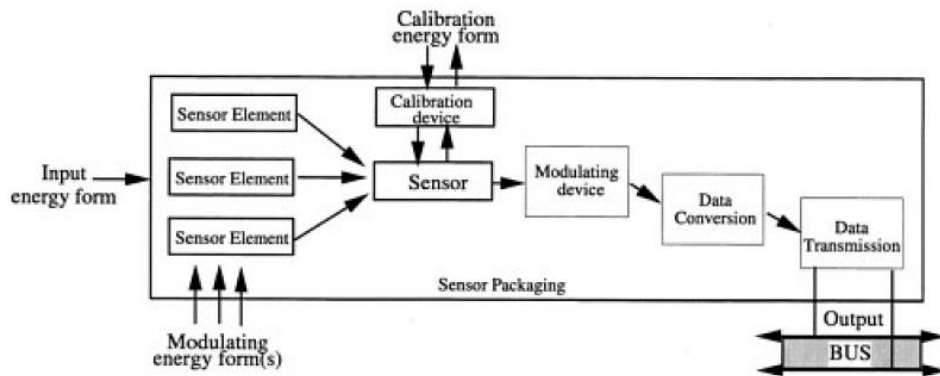 Calibration
energy form
Calibration
device
Sensor Element
Sensor Element
Sensor Element
Input
energy form
Sensor
Modulating
device
Data
Conversion
Data
Transmission
Sensor Packaging
Modulating
energy form(s)
Output
BUS